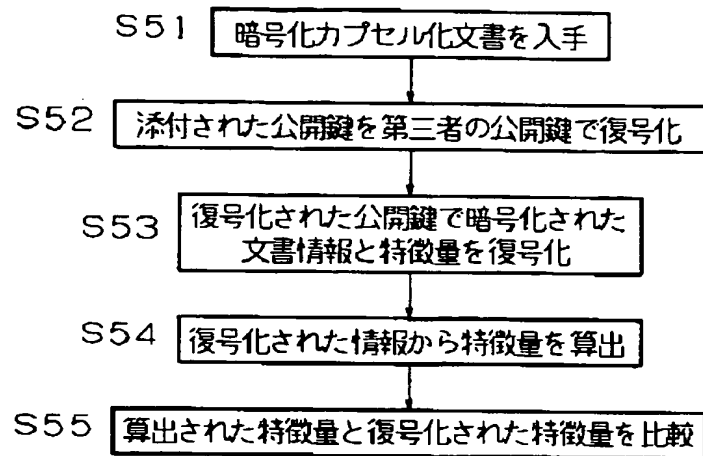 S51 暗号化カプセル化文書を入手
S52 添付された公開鍵を第三者の公開鍵で復号化
S53 復号化された公開鍵で暗号化された
文書情報と特徴量を復号化
S54 復号化された情報から特徴量を算出
S55 算出された特徴量と復号化された特徴量を比較